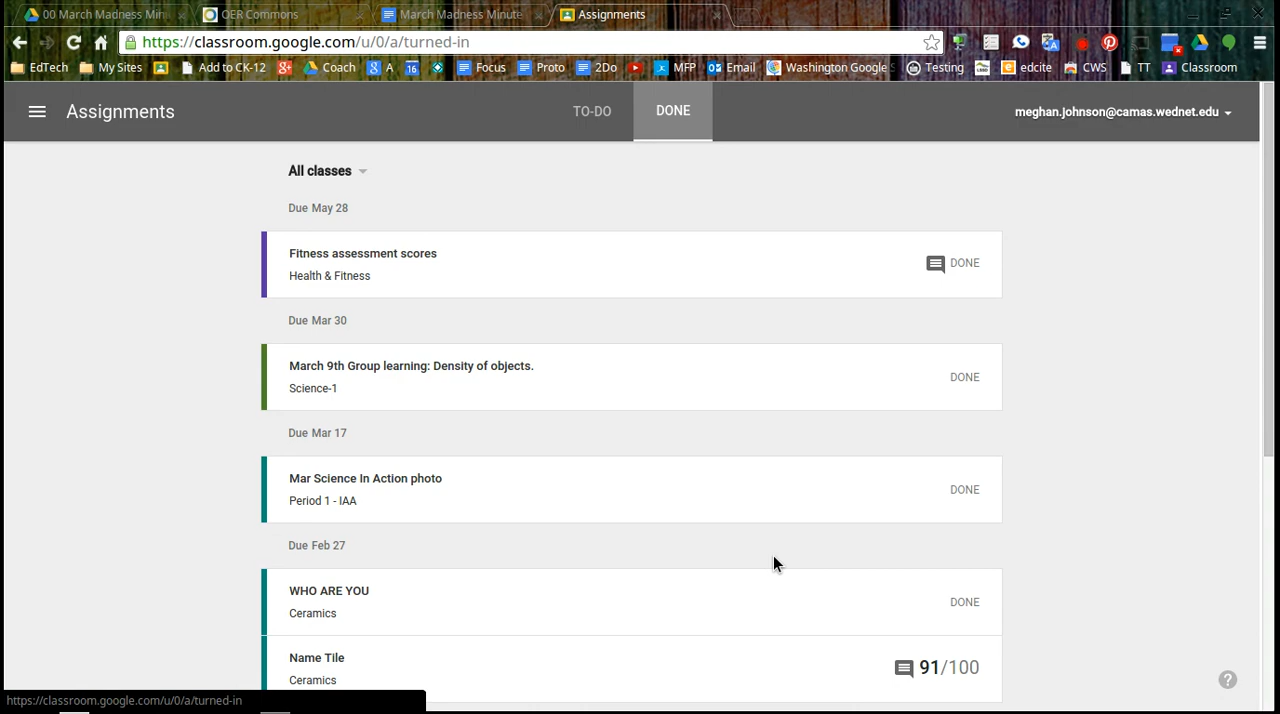 00 March Madness Min
OER Commons
March Madness Minute
Assignments
https://classroom.google.com/u/0/a/turned-in
EdTech
My Sites
Add to CK-12
Coach
A
16
Focus
Proto
2Do
MFP
Email
Washington Google
Testing
edcite
CWS
TT
Classroom
Assignments
TO-DO
DONE
meghan.johnson@camas.wednet.edu
All classes
Due May 28
Fitness assessment scores
DONE
Health & Fitness
Due Mar 30
March 9th Group learning: Density of objects.
DONE
Science-1
Due Mar 17
Mar Science In Action photo
DONE
Period 1 - IAA
Due Feb 27
WHO ARE YOU
DONE
Ceramics
Name Tile
91/100
Ceramics
https://classroom.google.com/u/0/a/turned-in